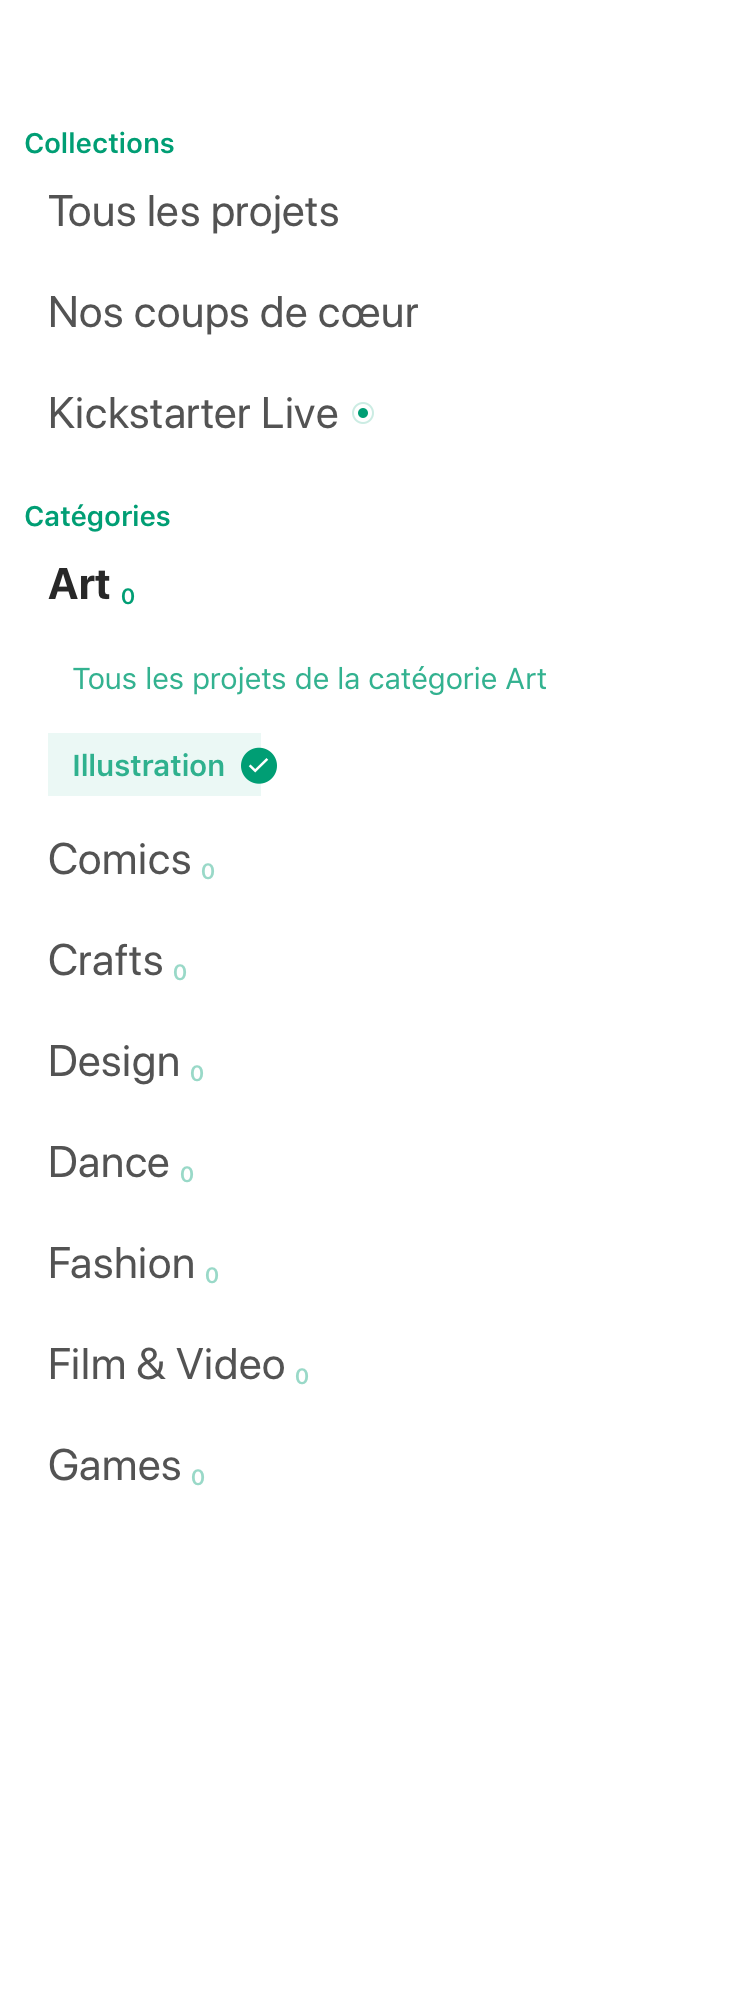 Collections
Tous les projets
Nos coups de cœur
Kickstarter Live
Catégories
Art 0
Tous les projets de la catégorie Art
Illustration
Comics 0
Crafts 0
Design 0
Dance 0
Fashion 0
Film & Video 0
Games 0